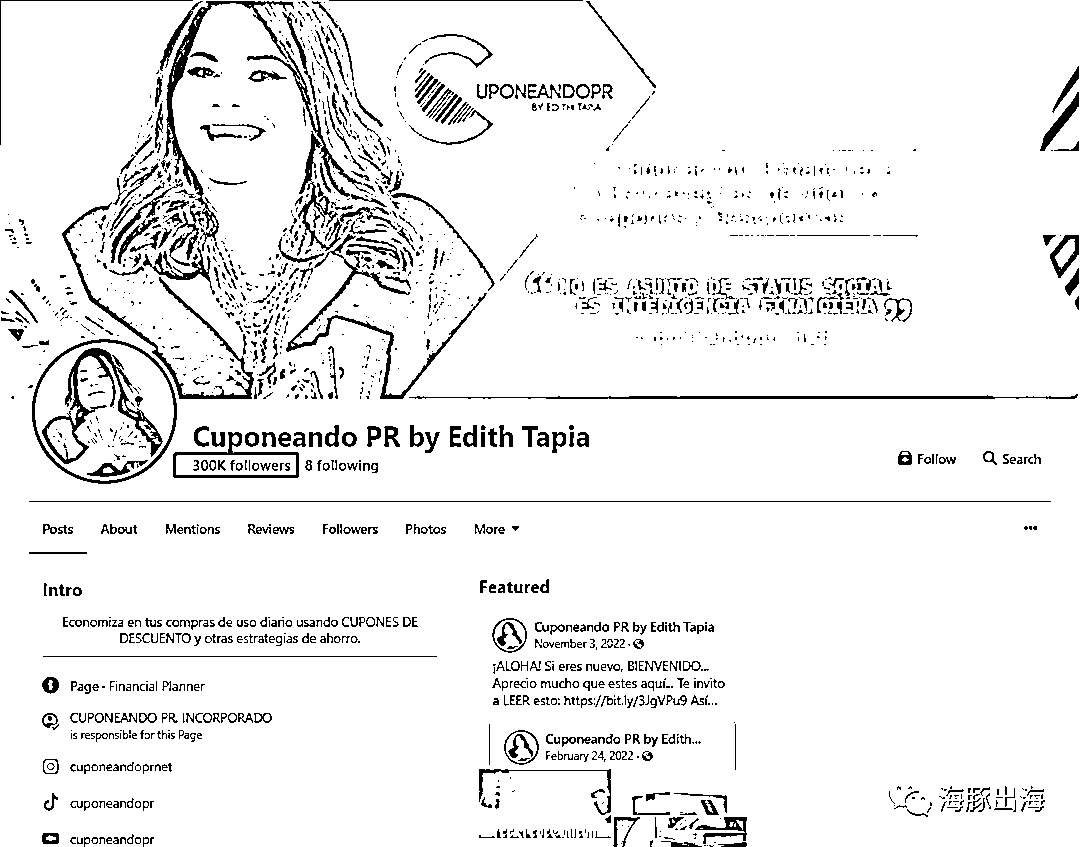 CUPONEANDOPR
BY EDITH TAPIA
“NO ES ASUNTO DE STATUS SOCIAL
ES INTELIGENCIA FINANCIERA”
Cuponeando PR by Edith Tapia
300K followers 8 following
Follow
Search
Posts About Mentions Reviews Followers Photos More
Intro
Economiza en tus compras de uso diario usando CUPONES DE
DESCUENTO y otras estrategias de ahorro.
Page · Financial Planner
CUPONEANDO PR. INCORPORADO
is responsible for this Page
cuponeandoprnet
cuponeandopr
cuponeandopr
Featured
Cuponeando PR by Edith Tapia
November 3, 2022 ·
¡ALOHA! Si eres nuevo, BIENVENIDO...
Aprecio mucho que estes aquí... Te invito
a LEER esto: https://bit.ly/3JgVPu9 Así...
Cuponeando PR by Edith...
February 24, 2022 ·
海豚出海